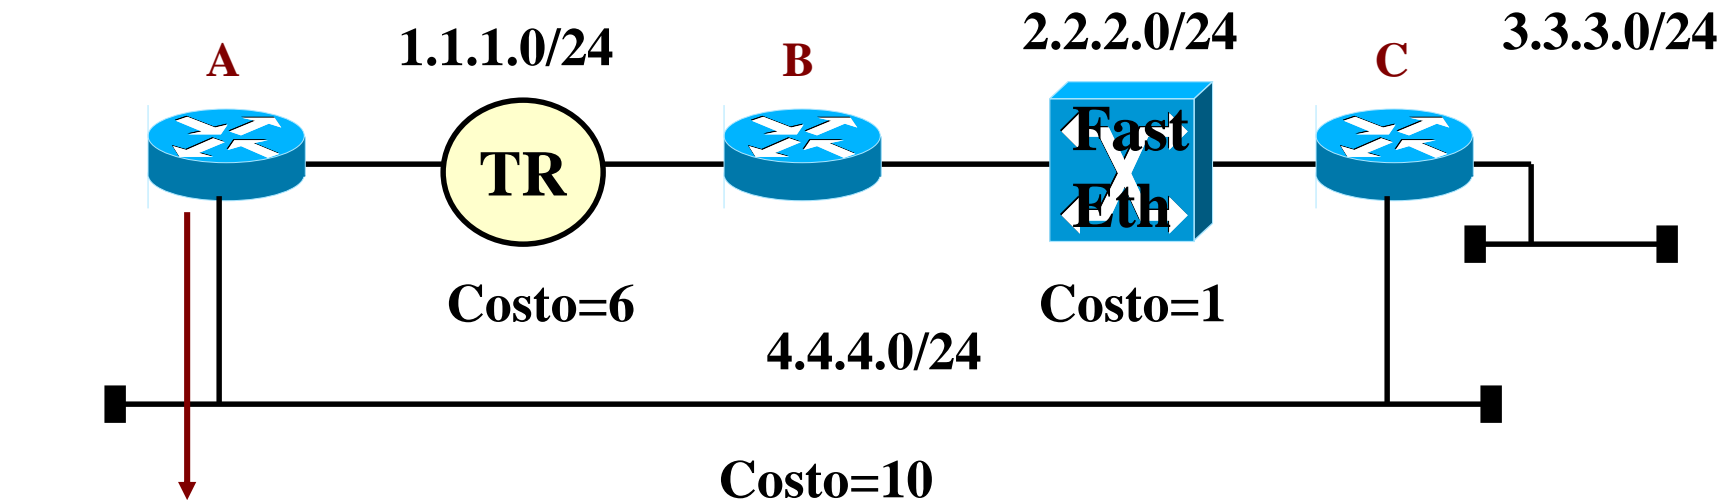 A
1.1.1.0/24
B
2.2.2.0/24
C
3.3.3.0/24
TR
Fast
Eth
Costo=6
Costo=1
4.4.4.0/24
Costo=10